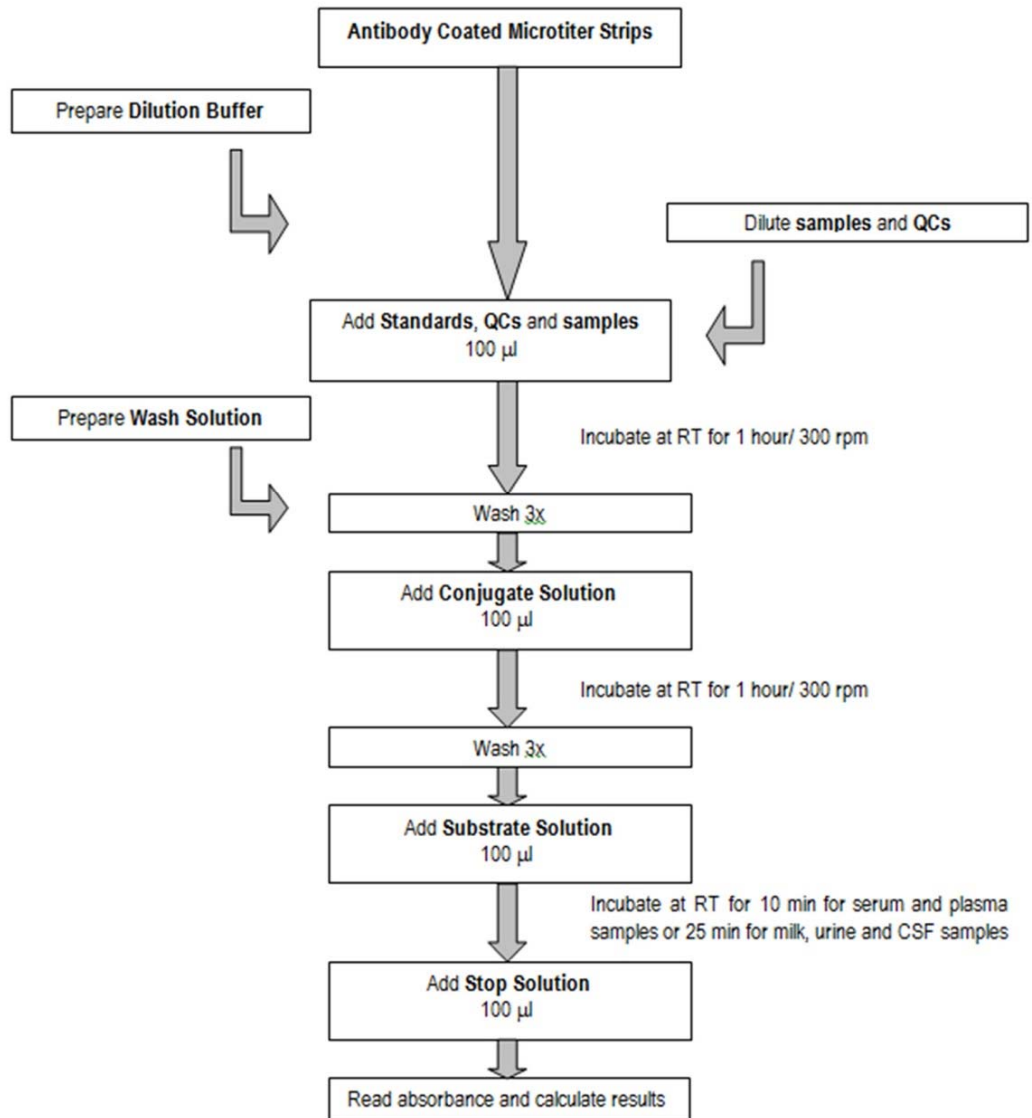 Antibody Coated Microtiter Strips
Prepare Dilution Buffer
Dilute samples and QCs
Add Standards, QCs and samples
100 µl
Prepare Wash Solution
Incubate at RT for 1 hour/ 300 rpm
Wash 3x
Add Conjugate Solution
100 µl
Incubate at RT for 1 hour/ 300 rpm
Wash 3x
Add Substrate Solution
100 µl
Incubate at RT for 10 min for serum and plasma
samples or 25 min for milk, urine and CSF samples
Add Stop Solution
100 µl
Read absorbance and calculate results